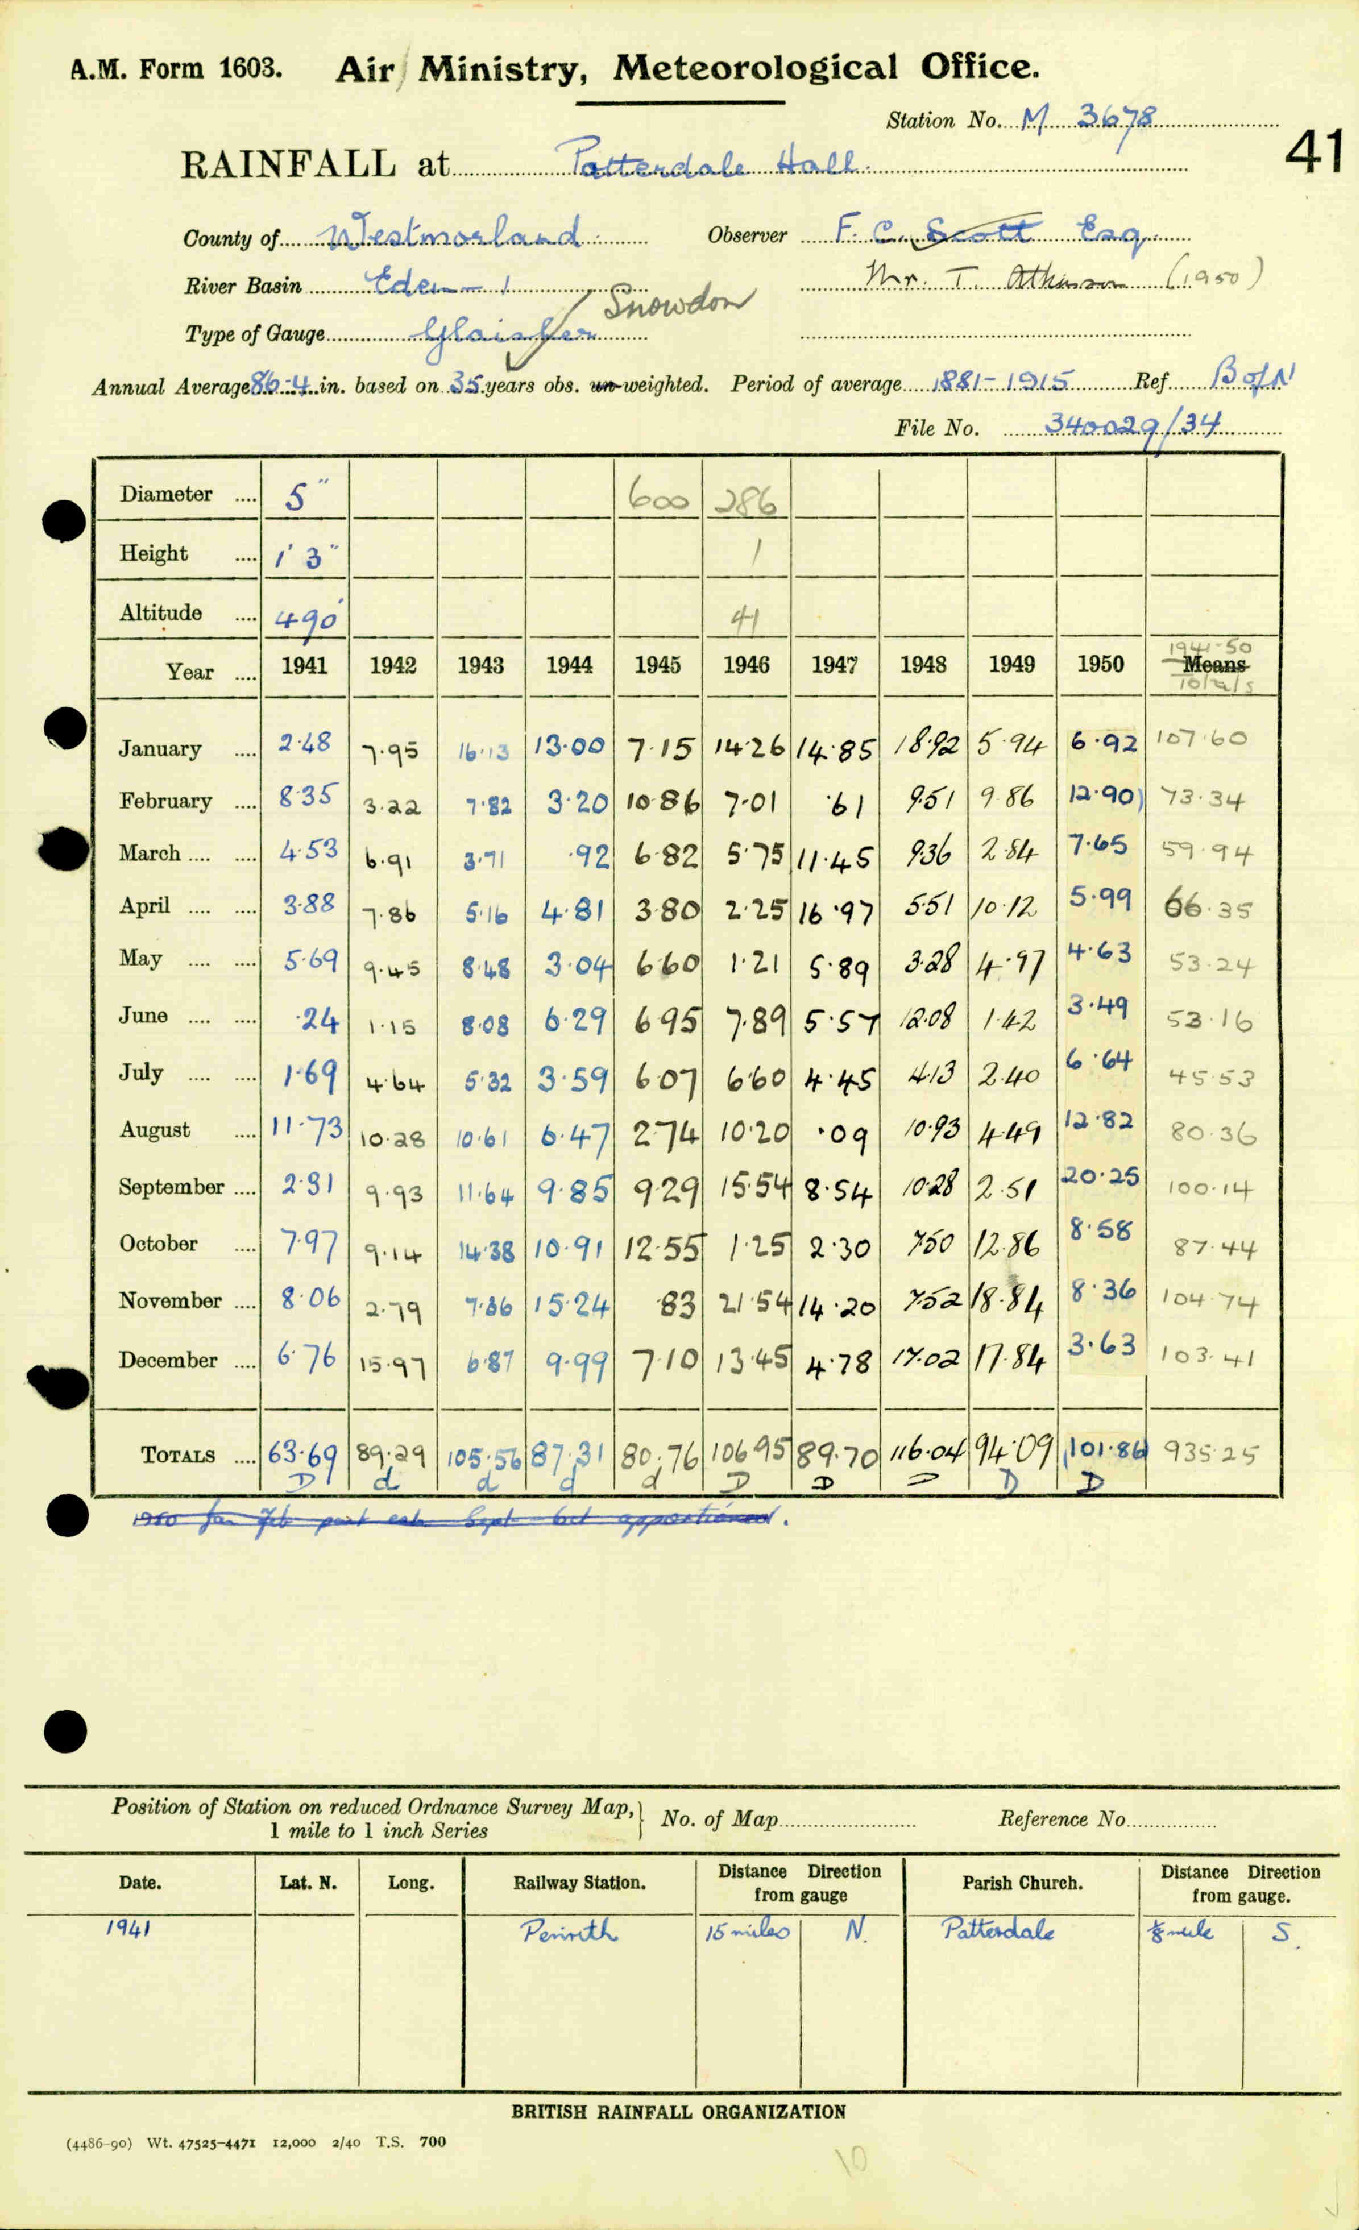 A.M. Form 1603. Air Ministry, Meteorological Office.
Station No. M 3678
41
RAINFALL at Patterdale Hall.
County of Westmorland Observer F. C. Scott Esq.
River Basin Eden - 1 Mr. T. Atkinson (1950)
Snowdon
Type of Gauge Glaisher
Annual Average 86.4 in. based on 35 years obs. un-weighted. Period of average 1881-1915 Ref B of N
File No. 340029/34
Diameter .... 5" 600 286
Height .... 1' 3" 1
Altitude .... 490' 41
Year .... 1941 1942 1943 1944 1945 1946 1947 1948 1949 1950 1941-50 Means Totals
January .... 2.48 7.95 16.13 13.00 7.15 14.26 14.85 18.92 5.94 6.92 107.60
February .... 8.35 3.22 7.82 3.20 10.86 7.01 .61 9.51 9.86 12.90) 73.34
March .... .... 4.53 6.91 3.71 .92 6.82 5.75 11.45 9.36 2.84 7.65 59.94
April .... .... 3.88 7.86 5.16 4.81 3.80 2.25 16.97 5.51 10.12 5.99 66.35
May .... .... 5.69 9.45 8.48 3.04 6.60 1.21 5.89 3.28 4.97 4.63 53.24
June .... .... .24 1.15 8.08 6.29 6.95 7.89 5.57 12.08 1.42 3.49 53.16
July .... .... 1.69 4.64 5.32 3.59 6.07 6.60 4.45 4.13 2.40 6.64 45.53
August .... 11.73 10.28 10.61 6.47 2.74 10.20 .09 10.93 4.49 12.82 80.36
September .... 2.31 9.93 11.64 9.85 9.29 15.54 8.54 10.28 2.51 20.25 100.14
October .... 7.97 9.14 14.38 10.91 12.55 1.25 2.30 7.50 12.86 8.58 87.44
November .... 8.06 2.79 7.36 15.24 .83 21.54 14.20 7.52 18.84 8.36 104.74
December .... 6.76 15.97 6.87 9.99 7.10 13.45 4.78 17.02 17.84 3.63 103.41
TOTALS .... 63.69 89.29 105.56 87.31 80.76 106.95 89.70 116.04 94.09 101.86 935.25
D d d d d D D D D D
1950 Jan Feb part est. Sept Oct apportioned.
Position of Station on reduced Ordnance Survey Map, 1 mile to 1 inch Series } No. of Map Reference No.
Date. Lat. N. Long. Railway Station. Distance Direction from gauge Parish Church. Distance Direction from gauge.
1941 Penrith 15 miles N. Patterdale ⅛ mile S.
BRITISH RAINFALL ORGANIZATION
(4486-90) Wt. 47525-4471 12,000 2/40 T.S. 700
10